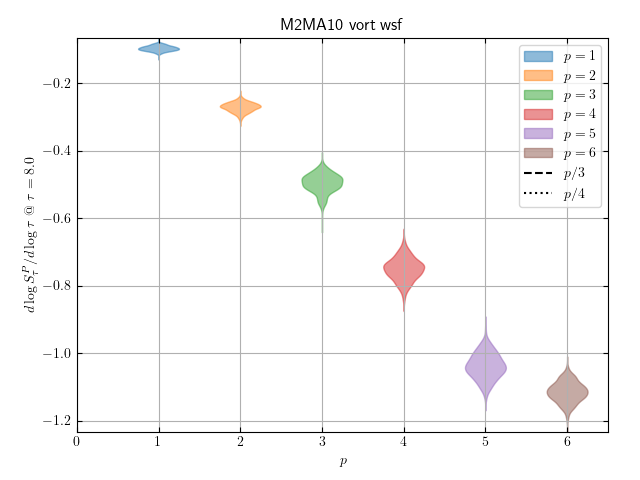 M2MA10 vort wsf
d log S_τ^P / d log τ @ τ = 8.0
−0.2
−0.4
−0.6
−0.8
−1.0
−1.2
0 1 2 3 4 5 6
p
p = 1
p = 2
p = 3
p = 4
p = 5
p = 6
p/3
p/4